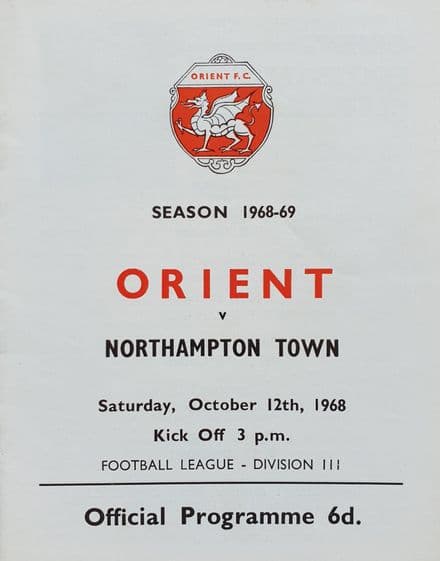 ORIENT F.C.
SEASON 1968-69
ORIENT
v
NORTHAMPTON TOWN
Saturday, October 12th, 1968
Kick Off 3 p.m.
FOOTBALL LEAGUE - DIVISION III
Official Programme 6d.